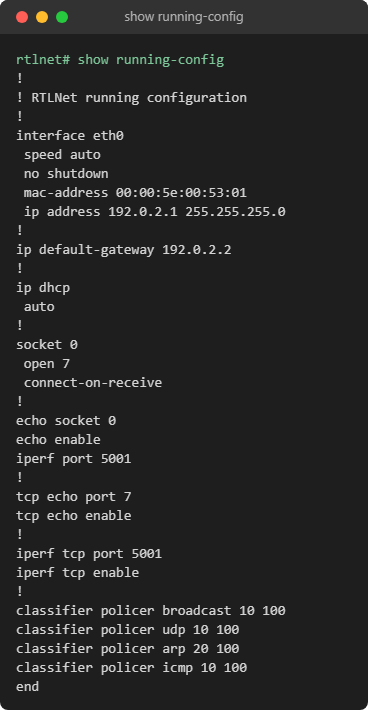 show running-config
rtlnet# show running-config
!
! RTLNet running configuration
!
interface eth0
 speed auto
 no shutdown
 mac-address 00:00:5e:00:53:01
 ip address 192.0.2.1 255.255.255.0
!
ip default-gateway 192.0.2.2
!
ip dhcp
 auto
!
socket 0
 open 7
 connect-on-receive
!
echo socket 0
echo enable
iperf port 5001
!
tcp echo port 7
tcp echo enable
!
iperf tcp port 5001
iperf tcp enable
!
classifier policer broadcast 10 100
classifier policer udp 10 100
classifier policer arp 20 100
classifier policer icmp 10 100
end